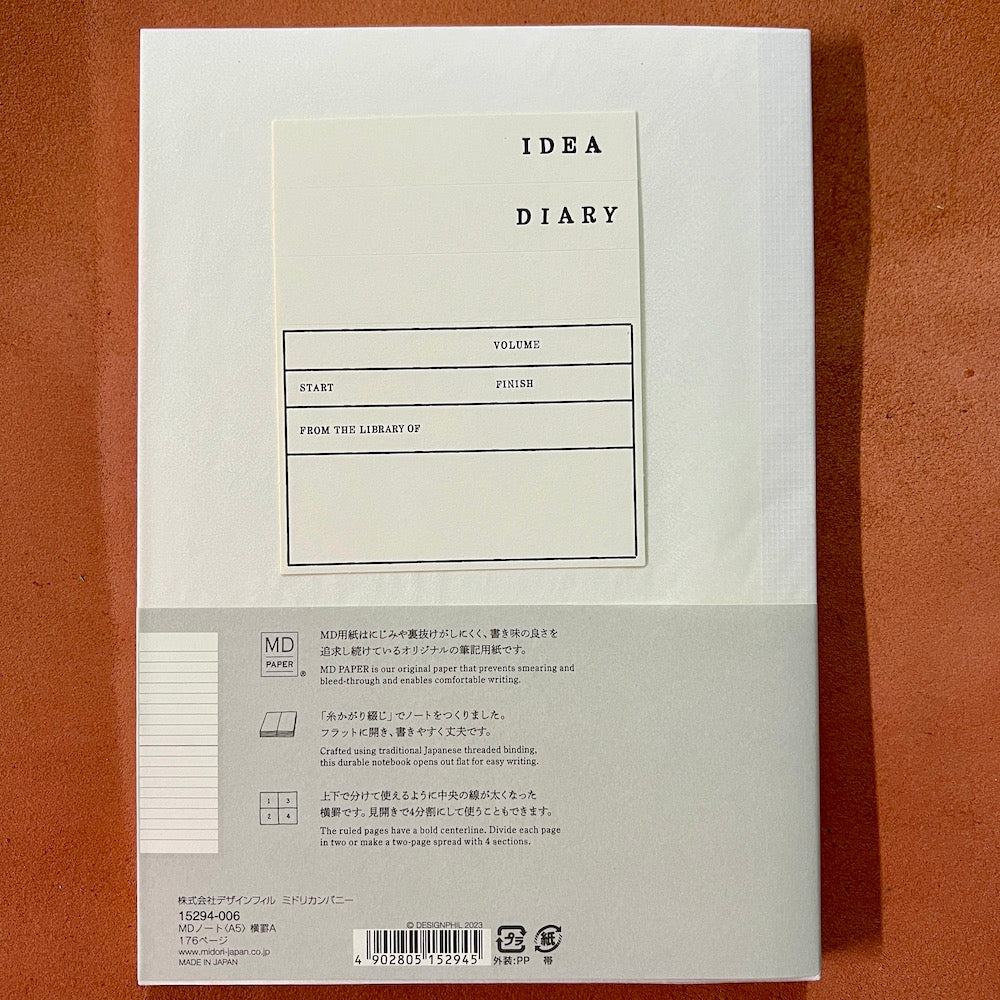 IDEA
DIARY
VOLUME
START FINISH
FROM THE LIBRARY OF
MD
PAPER
®
MD用紙はにじみや裏抜けがしにくく、書き味の良さを
追求し続けているオリジナルの筆記用紙です。
MD PAPER is our original paper that prevents smearing and
bleed-through and enables comfortable writing.
「糸かがり綴じ」でノートをつくりました。
フラットに開き、書きやすく丈夫です。
Crafted using traditional Japanese threaded binding,
this durable notebook opens out flat for easy writing.
1 3
2 4
上下で分けて使えるように中央の線が太くなった
横罫です。見開きで4分割にして使うこともできます。
The ruled pages have a bold centerline. Divide each page
in two or make a two-page spread with 4 sections.
株式会社デザインフィル ミドリカンパニー
15294-006
MDノート〈A5〉横罫A
176ページ
www.midori-japan.co.jp
MADE IN JAPAN
© DESIGNPHIL 2023
4 902805 152945
プラ
外装:PP
紙
帯